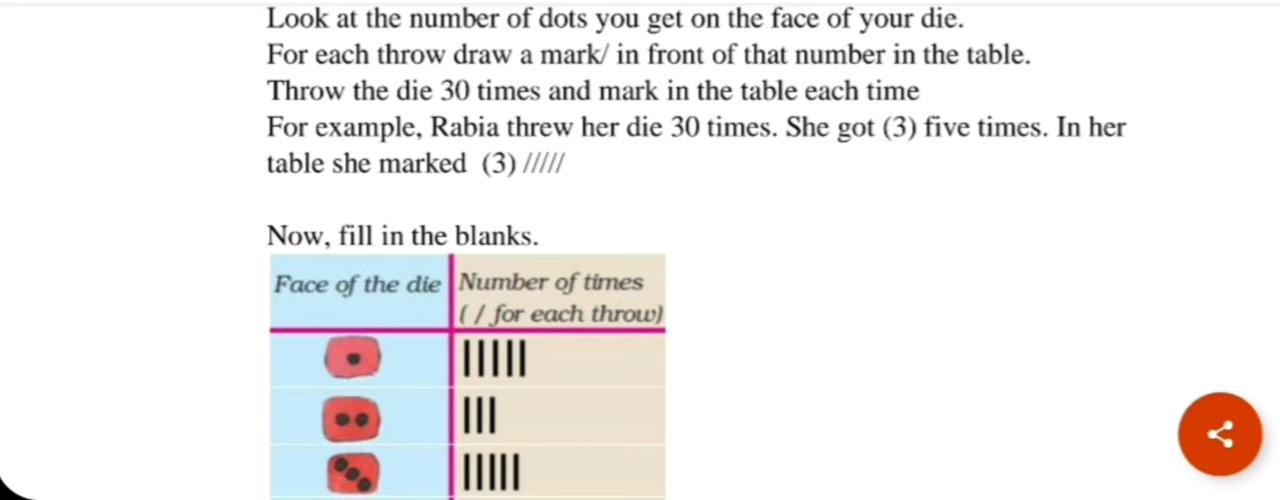 Look at the number of dots you get on the face of your die.
For each throw draw a mark/ in front of that number in the table.
Throw the die 30 times and mark in the table each time
For example, Rabia threw her die 30 times. She got (3) five times. In her
table she marked  (3) /////
Now, fill in the blanks.
Face of the die Number of times
( / for each throw)
|||||
|||
|||||